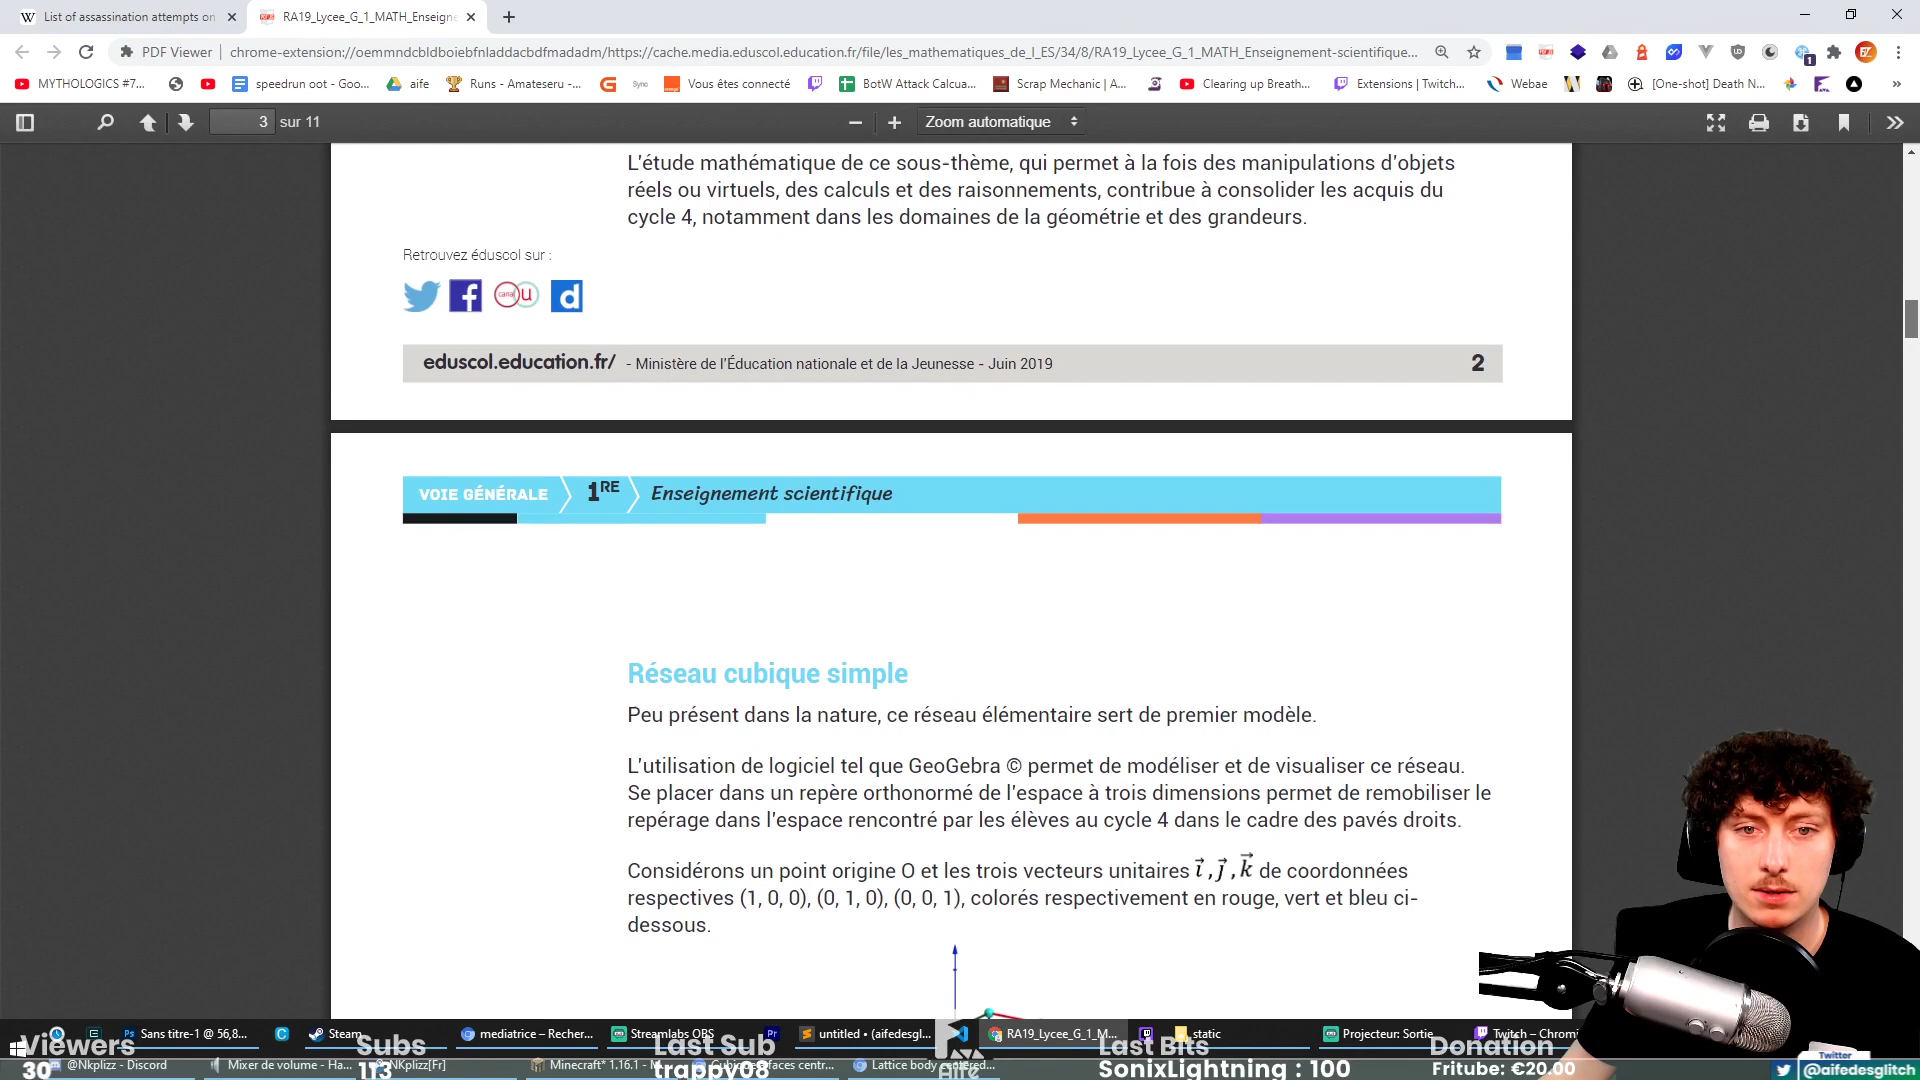 List of assassination attempts on
RA19_Lycee_G_1_MATH_Enseigne
PDF Viewer
chrome-extension://oemmndcbldboiebfnladdacbdfmadadm/https://cache.media.eduscol.education.fr/file/les_mathematiques_de_l_ES/34/8/RA19_Lycee_G_1_MATH_Enseignement-scientifique...
MYTHOLOGICS #7...
speedrun oot - Goo...
aife
Runs - Amateseru -...
Sync
Vous êtes connecté
BotW Attack Calcua...
Scrap Mechanic | A...
Clearing up Breath...
Extensions | Twitch...
Webae
[One-shot] Death N...
3 sur 11
Zoom automatique
L'étude mathématique de ce sous-thème, qui permet à la fois des manipulations d'objets
réels ou virtuels, des calculs et des raisonnements, contribue à consolider les acquis du
cycle 4, notamment dans les domaines de la géométrie et des grandeurs.
Retrouvez éduscol sur :
canal U
eduscol.education.fr/ - Ministère de l'Éducation nationale et de la Jeunesse - Juin 2019 2
VOIE GÉNÉRALE 1RE Enseignement scientifique
Réseau cubique simple
Peu présent dans la nature, ce réseau élémentaire sert de premier modèle.
L'utilisation de logiciel tel que GeoGebra © permet de modéliser et de visualiser ce réseau.
Se placer dans un repère orthonormé de l'espace à trois dimensions permet de remobiliser le
repérage dans l'espace rencontré par les élèves au cycle 4 dans le cadre des pavés droits.
Considérons un point origine O et les trois vecteurs unitaires i⃗ , j⃗ , k⃗ de coordonnées
respectives (1, 0, 0), (0, 1, 0), (0, 0, 1), colorés respectivement en rouge, vert et bleu ci-
dessous.
Sans titre-1 @ 56,8...
Steam
mediatrice – Recher...
Streamlabs OBS
untitled • (aifedesgl...
RA19_Lycee_G_1_M...
static
Projecteur: Sortie
Twitch - Chromi
Viewers
30
Subs
113
Last Sub
trappy08
Aife
Last Bits
SonixLightning : 100
Donation
Fritube: €20.00
@Nkplizz - Discord
Mixer de volume - Ha...
NKplizz[Fr]
Minecraft* 1.16.1 -
Lattice body centered...
Twitter
@aifedesglitch